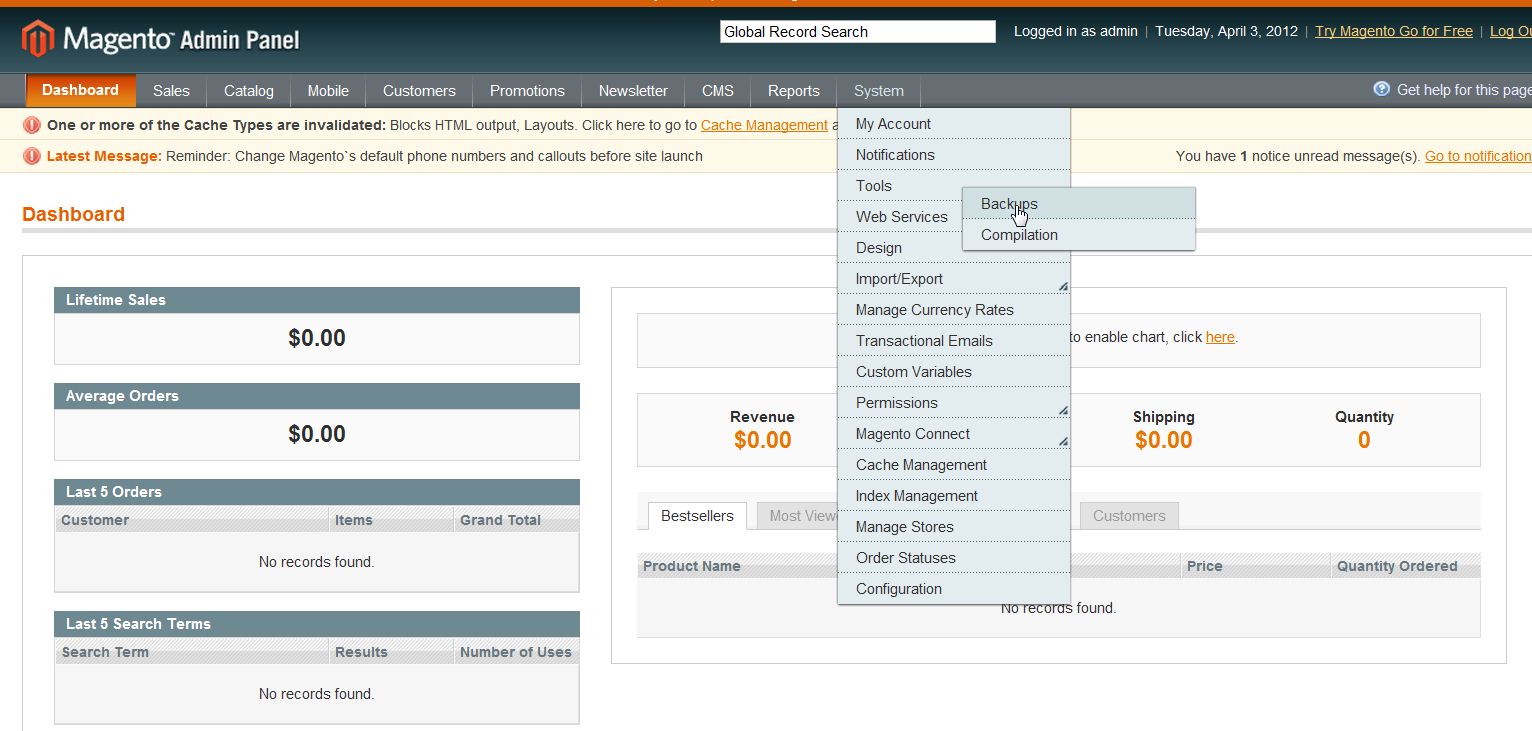 Magento™ Admin Panel
Global Record Search
Logged in as admin | Tuesday, April 3, 2012 | Try Magento Go for Free | Log Ou
Dashboard Sales Catalog Mobile Customers Promotions Newsletter CMS Reports System
Get help for this page
One or more of the Cache Types are invalidated: Blocks HTML output, Layouts. Click here to go to Cache Management a
Latest Message: Reminder: Change Magento`s default phone numbers and callouts before site launch
You have 1 notice unread message(s). Go to notification
My Account
Notifications
Tools
Web Services
Design
Import/Export
Manage Currency Rates
Transactional Emails
Custom Variables
Permissions
Magento Connect
Cache Management
Index Management
Manage Stores
Order Statuses
Configuration
Backups
Compilation
Dashboard
Lifetime Sales
$0.00
Average Orders
$0.00
Last 5 Orders
Customer Items Grand Total
No records found.
Last 5 Search Terms
Search Term Results Number of Uses
No records found.
to enable chart, click here.
Revenue Shipping Quantity
$0.00 $0.00 0
Bestsellers Most View Customers
Product Name Price Quantity Ordered
No records found.